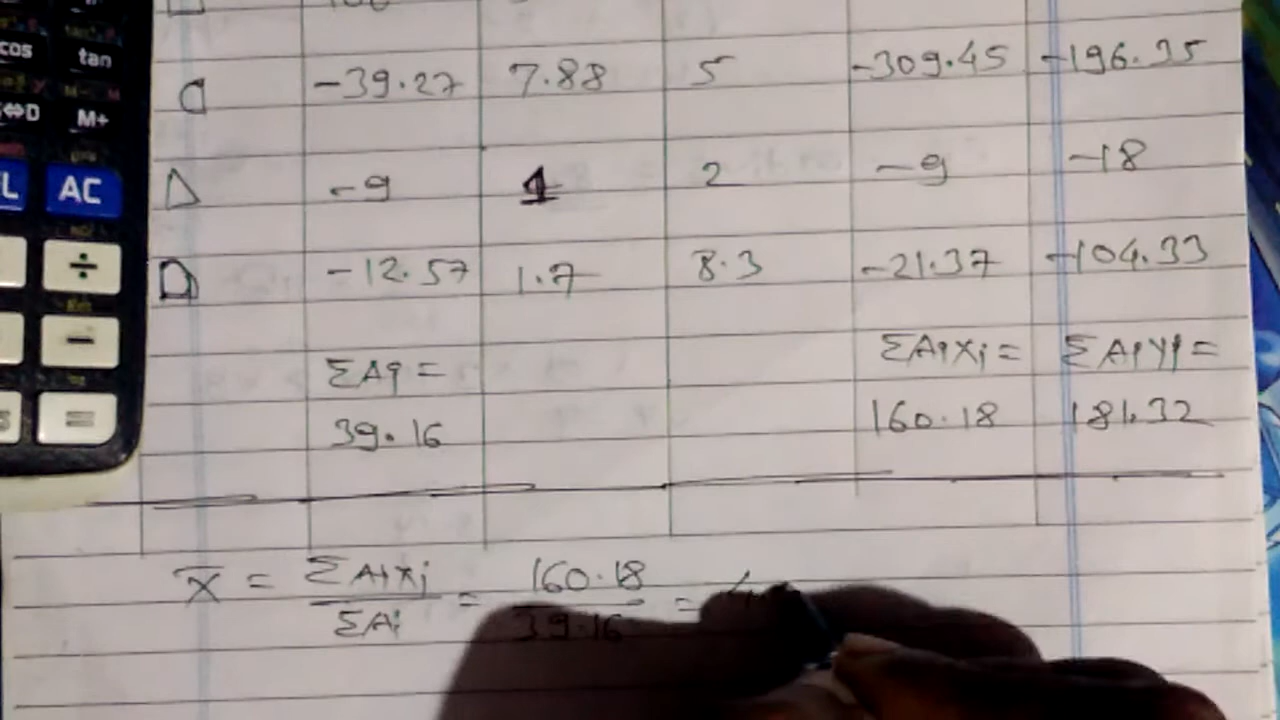 cos tan
-39.27 7.88 5 -309.45 -196.35
S⇔D M+
-9 1 2 -9 -18
AC
÷
-12.57 1.7 8.3 -21.37 -104.33
−
ΣAi = ΣAiXi = ΣAiYi =
=
39.16 160.18 181.32
X̄ = ΣAiXi / ΣAi = 160.18 / 39.16 = 4